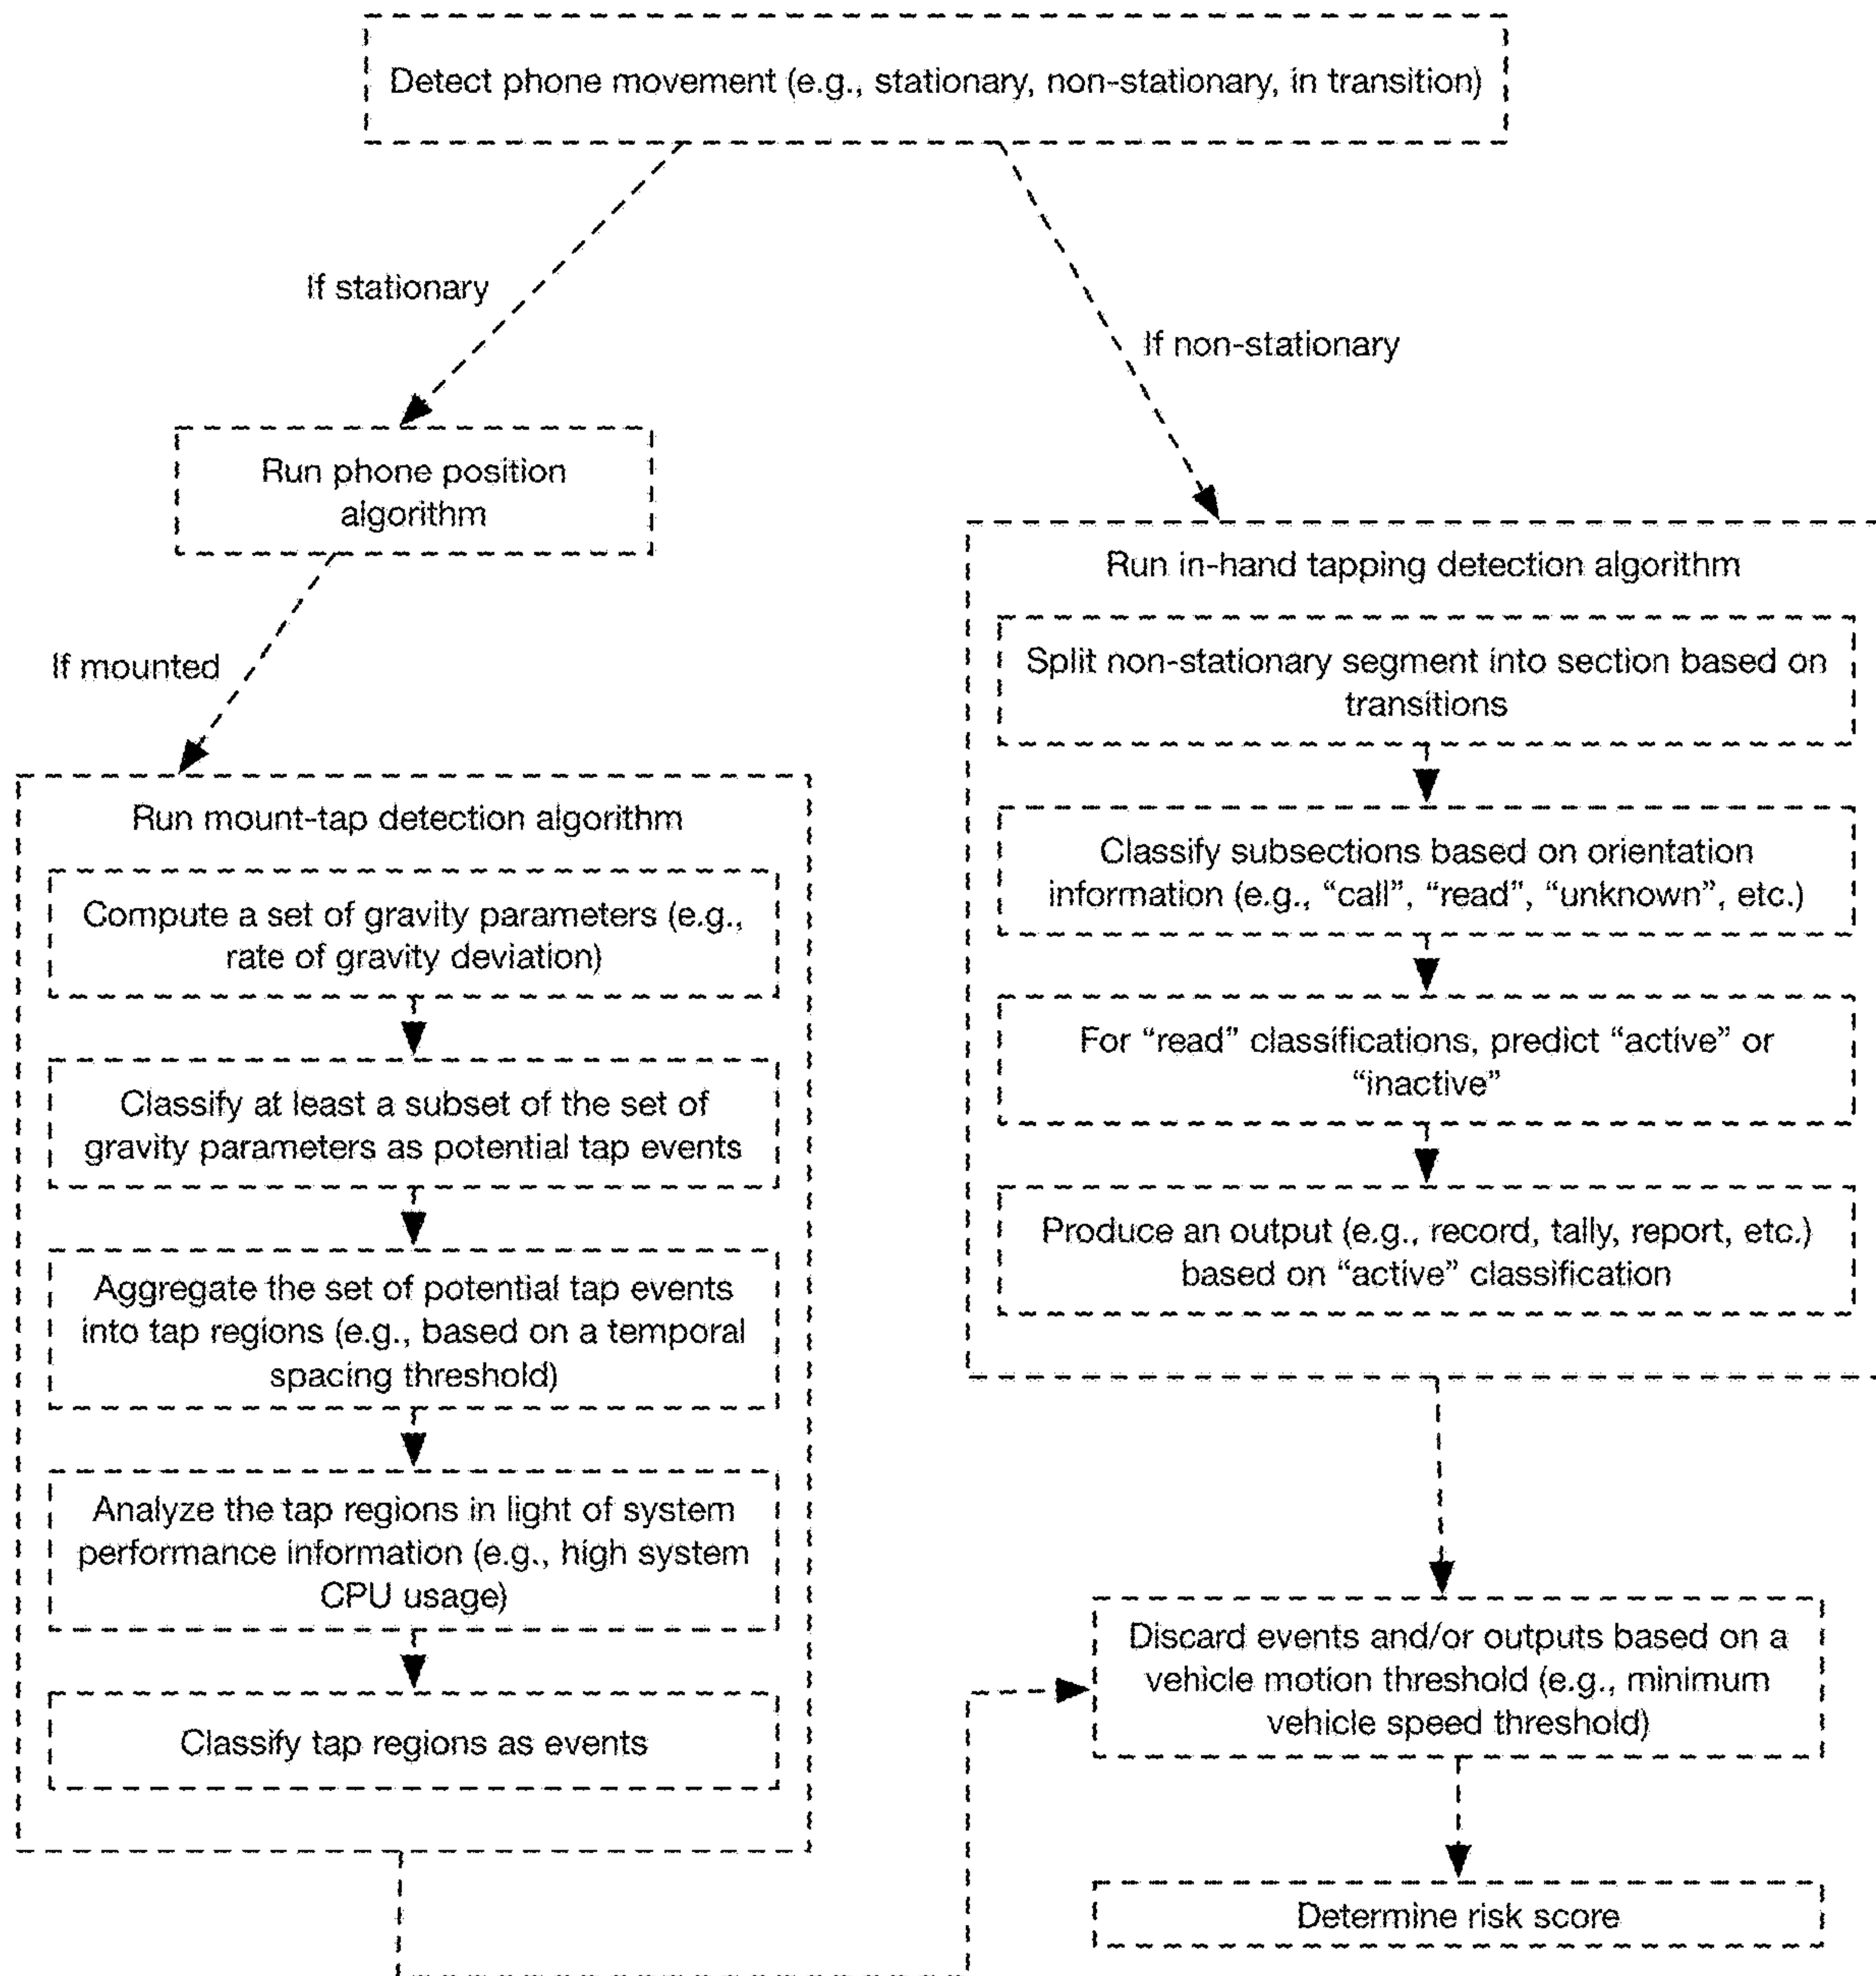 Detect phone movement (e.g., stationary, non-stationary, in transition)
If stationary
If non-stationary
Run phone position
algorithm
If mounted
Run mount-tap detection algorithm
Compute a set of gravity parameters (e.g.,
rate of gravity deviation)
Classify at least a subset of the set of
gravity parameters as potential tap events
Aggregate the set of potential tap events
into tap regions (e.g., based on a temporal
spacing threshold)
Analyze the tap regions in light of system
performance information (e.g., high system
CPU usage)
Classify tap regions as events
Run in-hand tapping detection algorithm
Split non-stationary segment into section based on
transitions
Classify subsections based on orientation
information (e.g., “call”, “read”, “unknown”, etc.)
For “read” classifications, predict “active” or
“inactive”
Produce an output (e.g., record, tally, report, etc.)
based on “active” classification
Discard events and/or outputs based on a
vehicle motion threshold (e.g., minimum
vehicle speed threshold)
Determine risk score